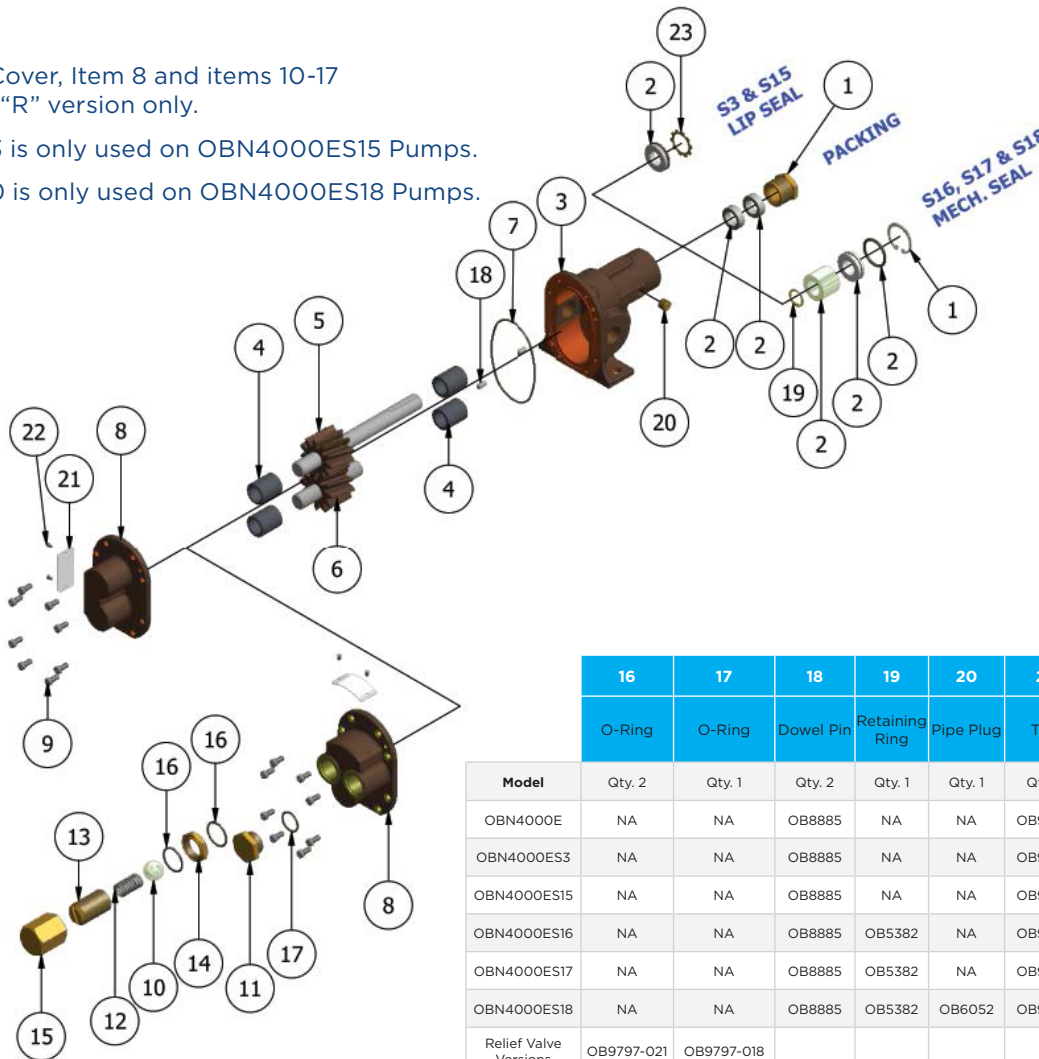 Cover, Item 8 and items 10-17
“R” version only.
is only used on OBN4000ES15 Pumps.
is only used on OBN4000ES18 Pumps.
23
2
S3 & S15
LIP SEAL
1
PACKING
S16, S17 & S18
MECH. SEAL
3
7
18
5
4
2
2
20
19
2
2
2
1
4
6
22
21
8
9
16
16
13
17
8
14
11
10
12
15
16 17 18 19 20
O-Ring O-Ring Dowel Pin Retaining Ring Pipe Plug
Model Qty. 2 Qty. 1 Qty. 2 Qty. 1 Qty. 1
OBN4000E NA NA OB8885 NA NA
OBN4000ES3 NA NA OB8885 NA NA
OBN4000ES15 NA NA OB8885 NA NA
OBN4000ES16 NA NA OB8885 OB5382 NA
OBN4000ES17 NA NA OB8885 OB5382 NA
OBN4000ES18 NA NA OB8885 OB5382 OB6052
Relief Valve Versions OB9797-021 OB9797-018